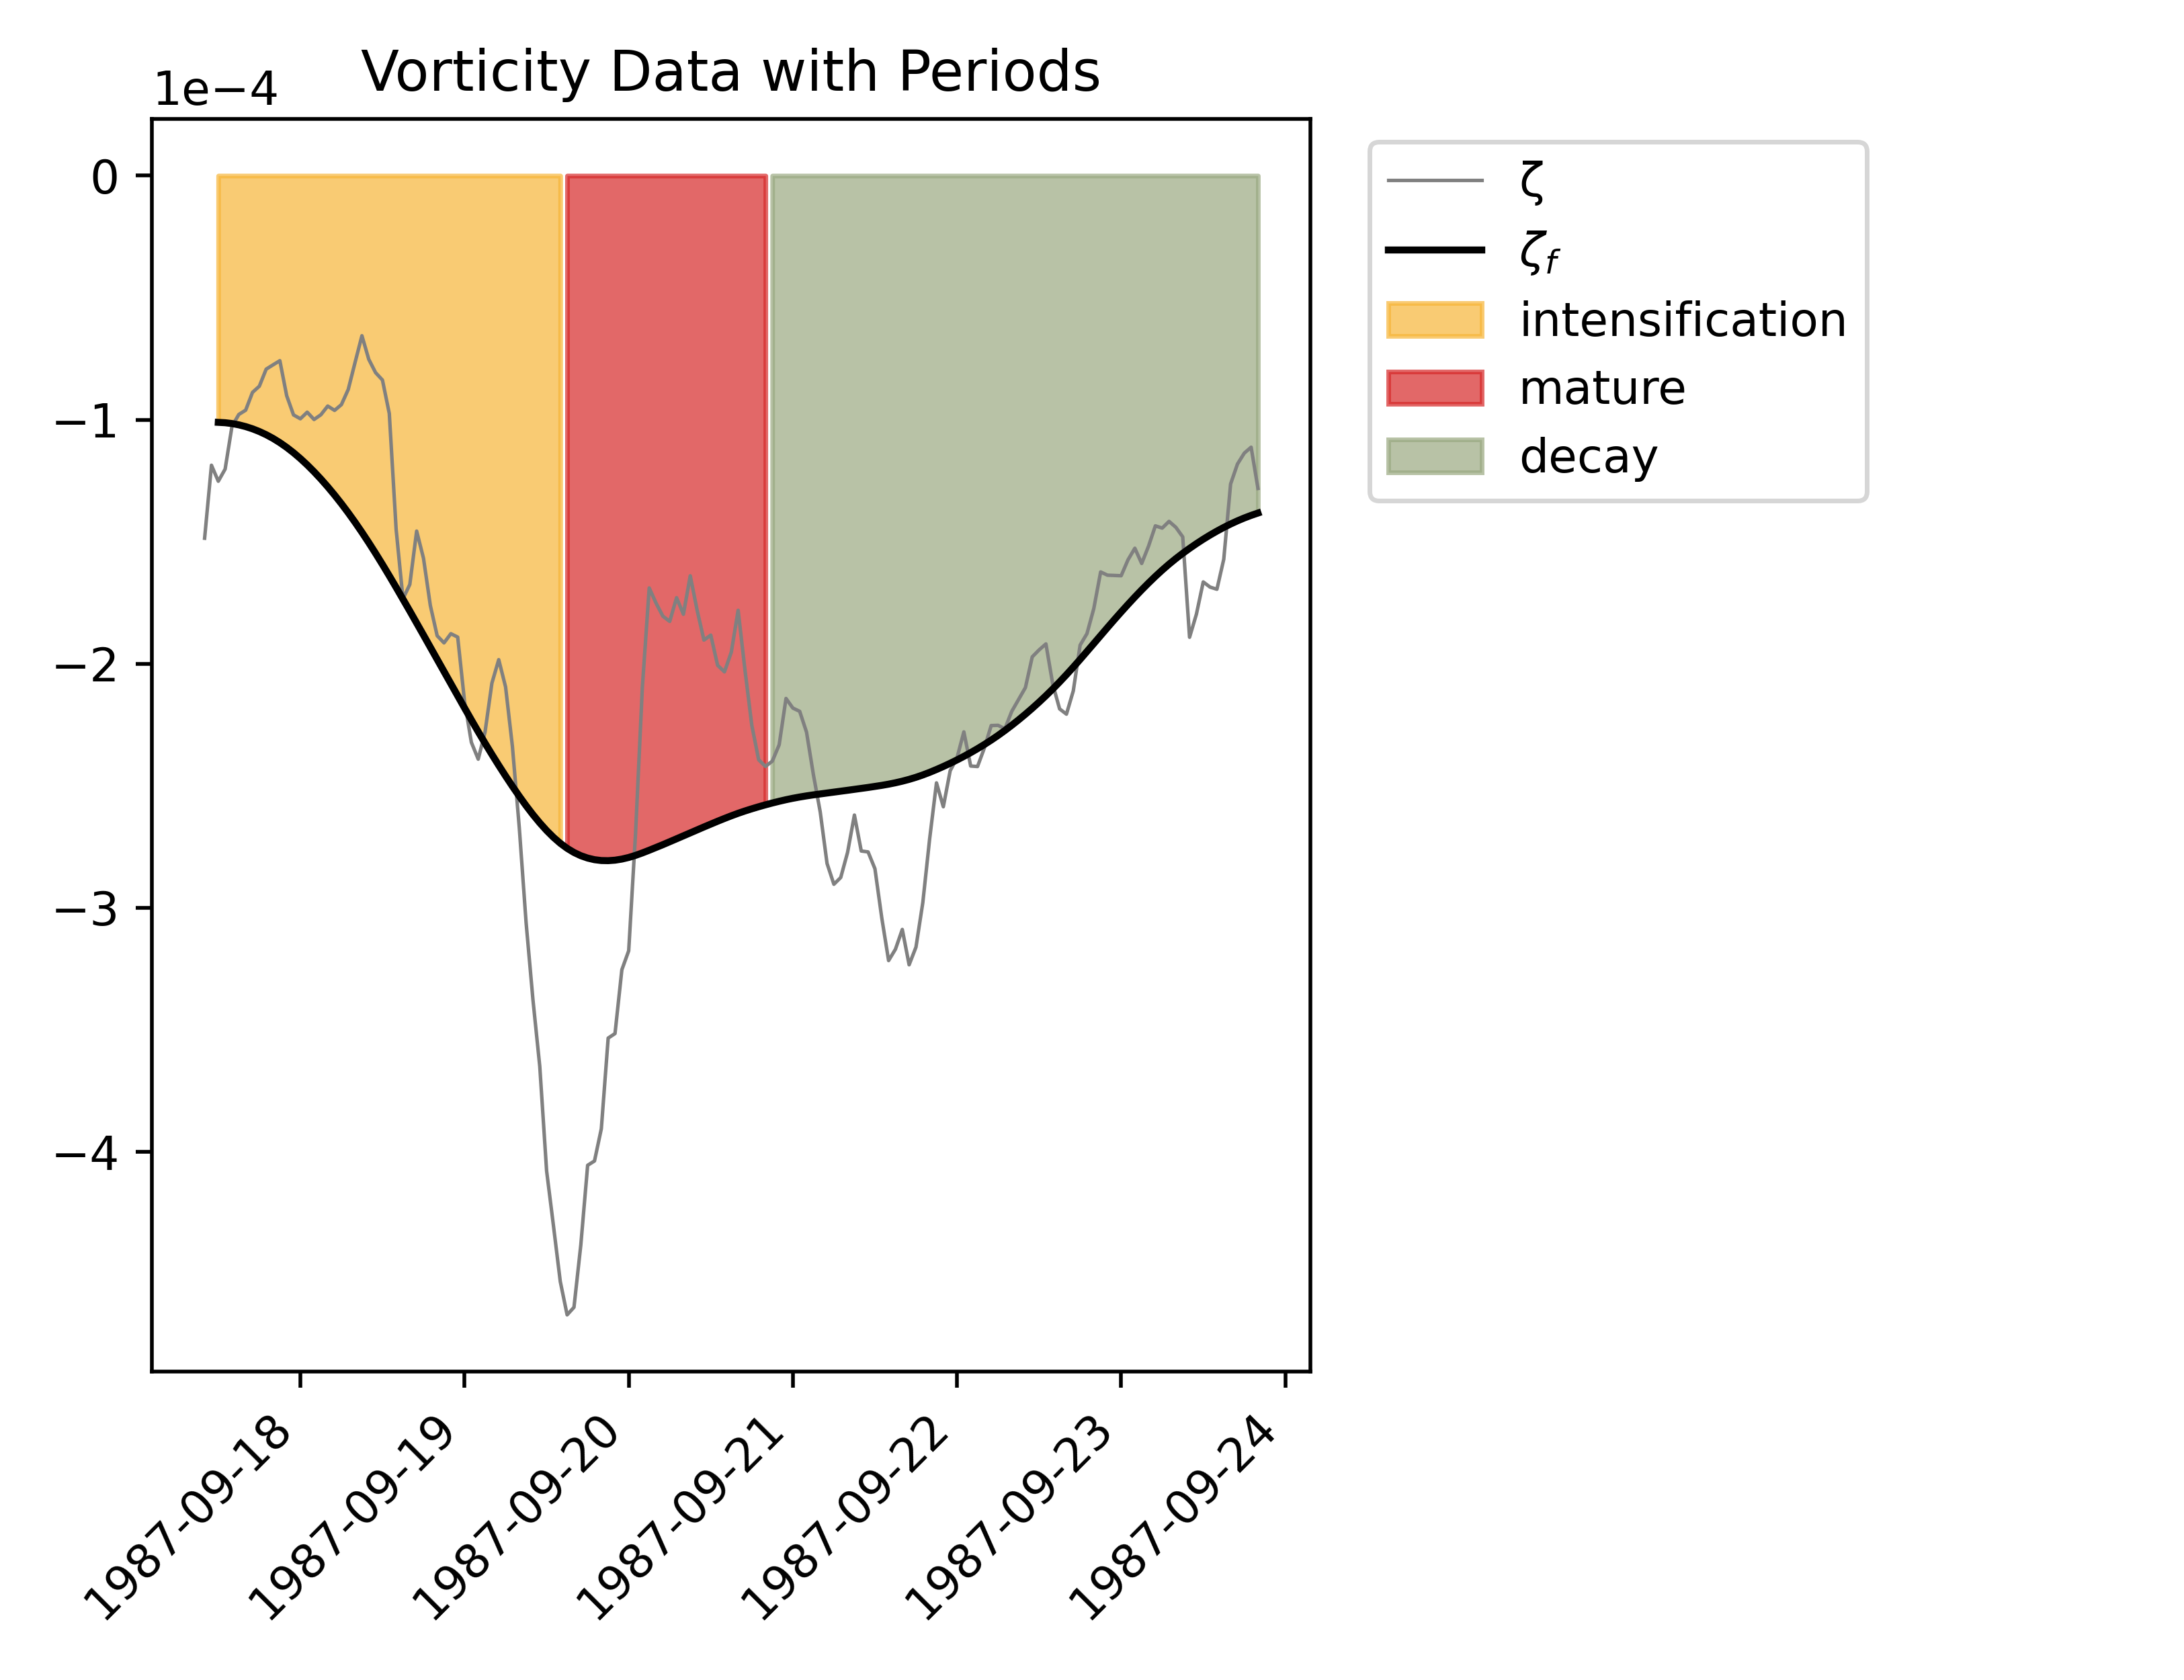 Vorticity Data with Periods
1e−4
0
−1
−2
−3
−4
1987-09-18
1987-09-19
1987-09-20
1987-09-21
1987-09-22
1987-09-23
1987-09-24
ζ
ζf
intensification
mature
decay